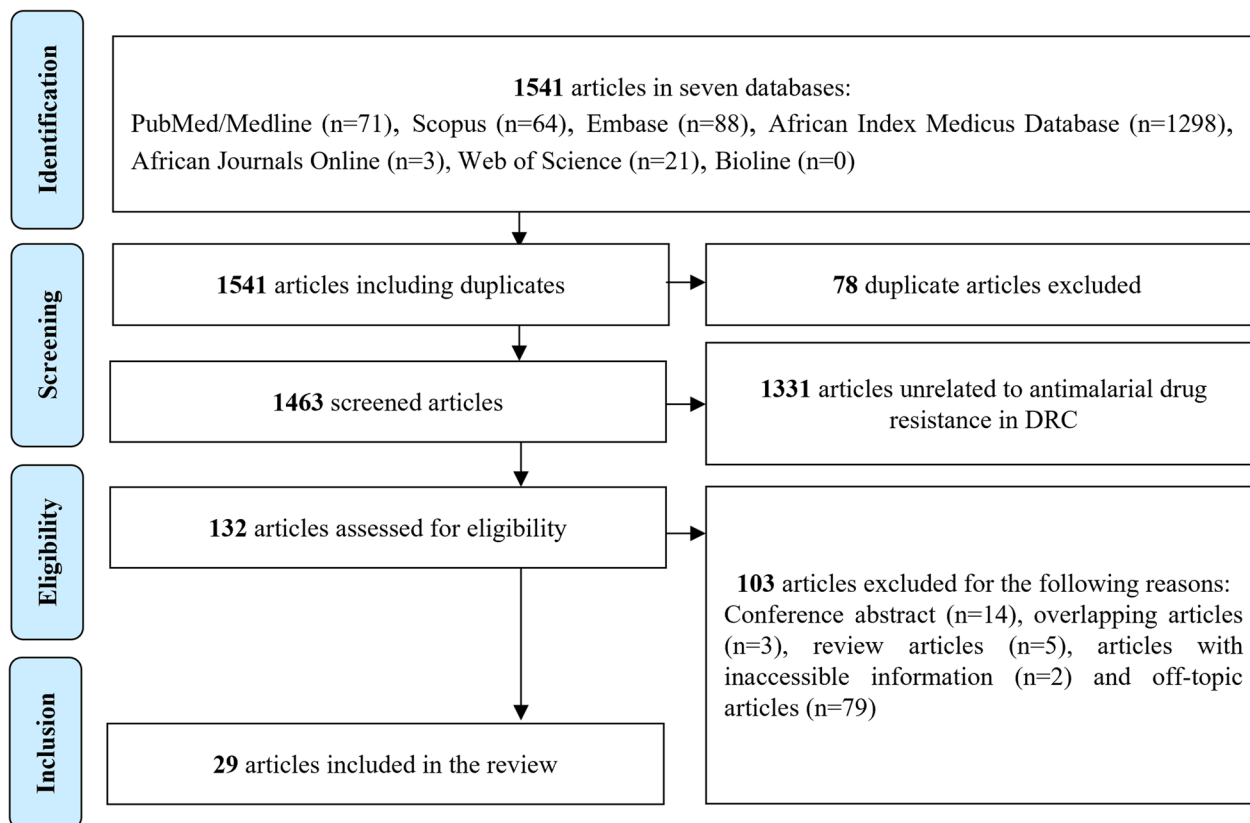 Identification
1541 articles in seven databases:
PubMed/Medline (n=71), Scopus (n=64), Embase (n=88), African Index Medicus Database (n=1298),
African Journals Online (n=3), Web of Science (n=21), Bioline (n=0)
Screening
1541 articles including duplicates
78 duplicate articles excluded
1463 screened articles
1331 articles unrelated to antimalarial drug
resistance in DRC
Eligibility
132 articles assessed for eligibility
103 articles excluded for the following reasons:
Conference abstract (n=14), overlapping articles
(n=3), review articles (n=5), articles with
inaccessible information (n=2) and off-topic
articles (n=79)
Inclusion
29 articles included in the review